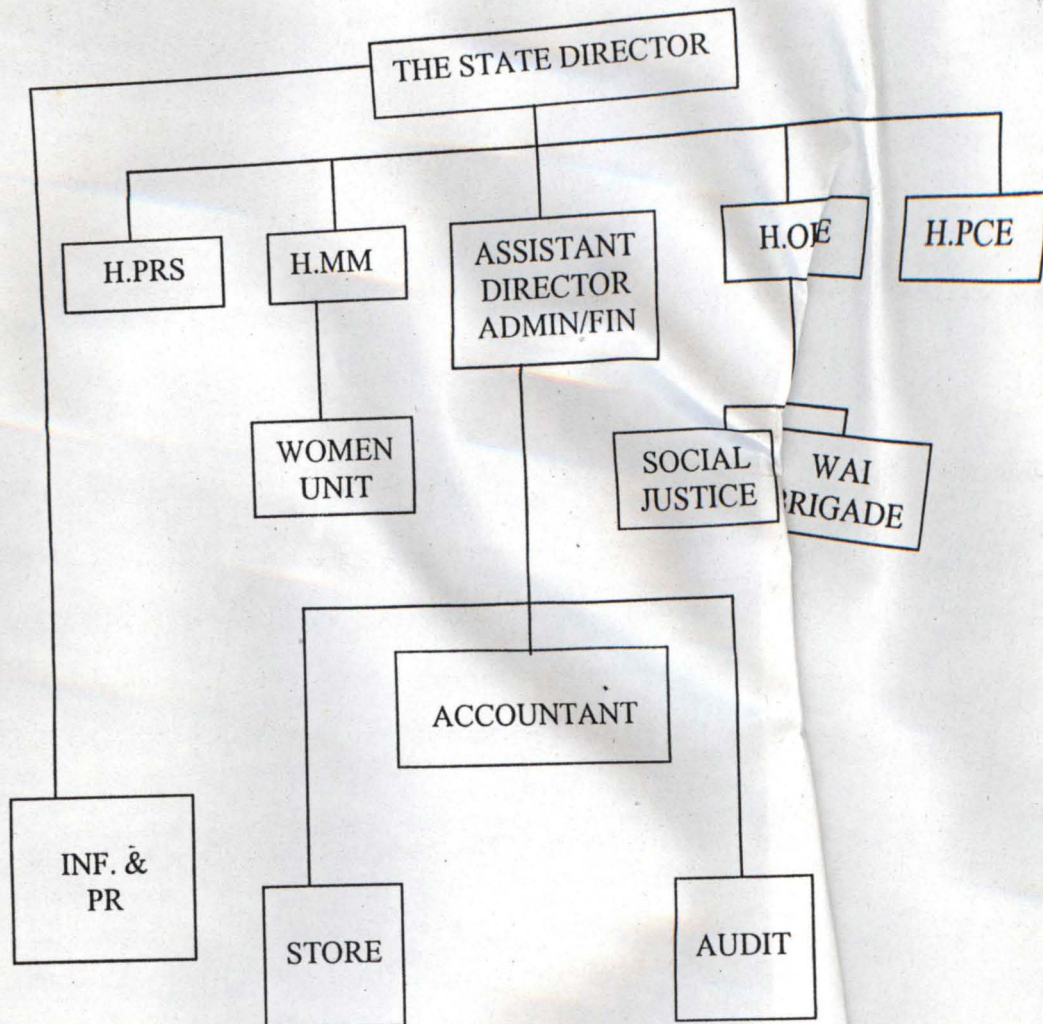 THE STATE DIRECTOR
H.PRS
H.MM
ASSISTANT
DIRECTOR
ADMIN/FIN
H.PCE
WOMEN
UNIT
SOCIAL
JUSTICE
WAI
BRIGADE
ACCOUNTANT
INF. &
PR
STORE
AUDIT